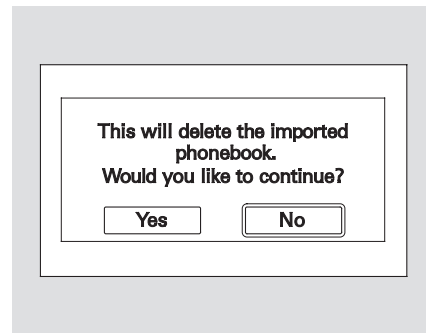 This will delete the imported
phonebook.
Would you like to continue?
Yes No